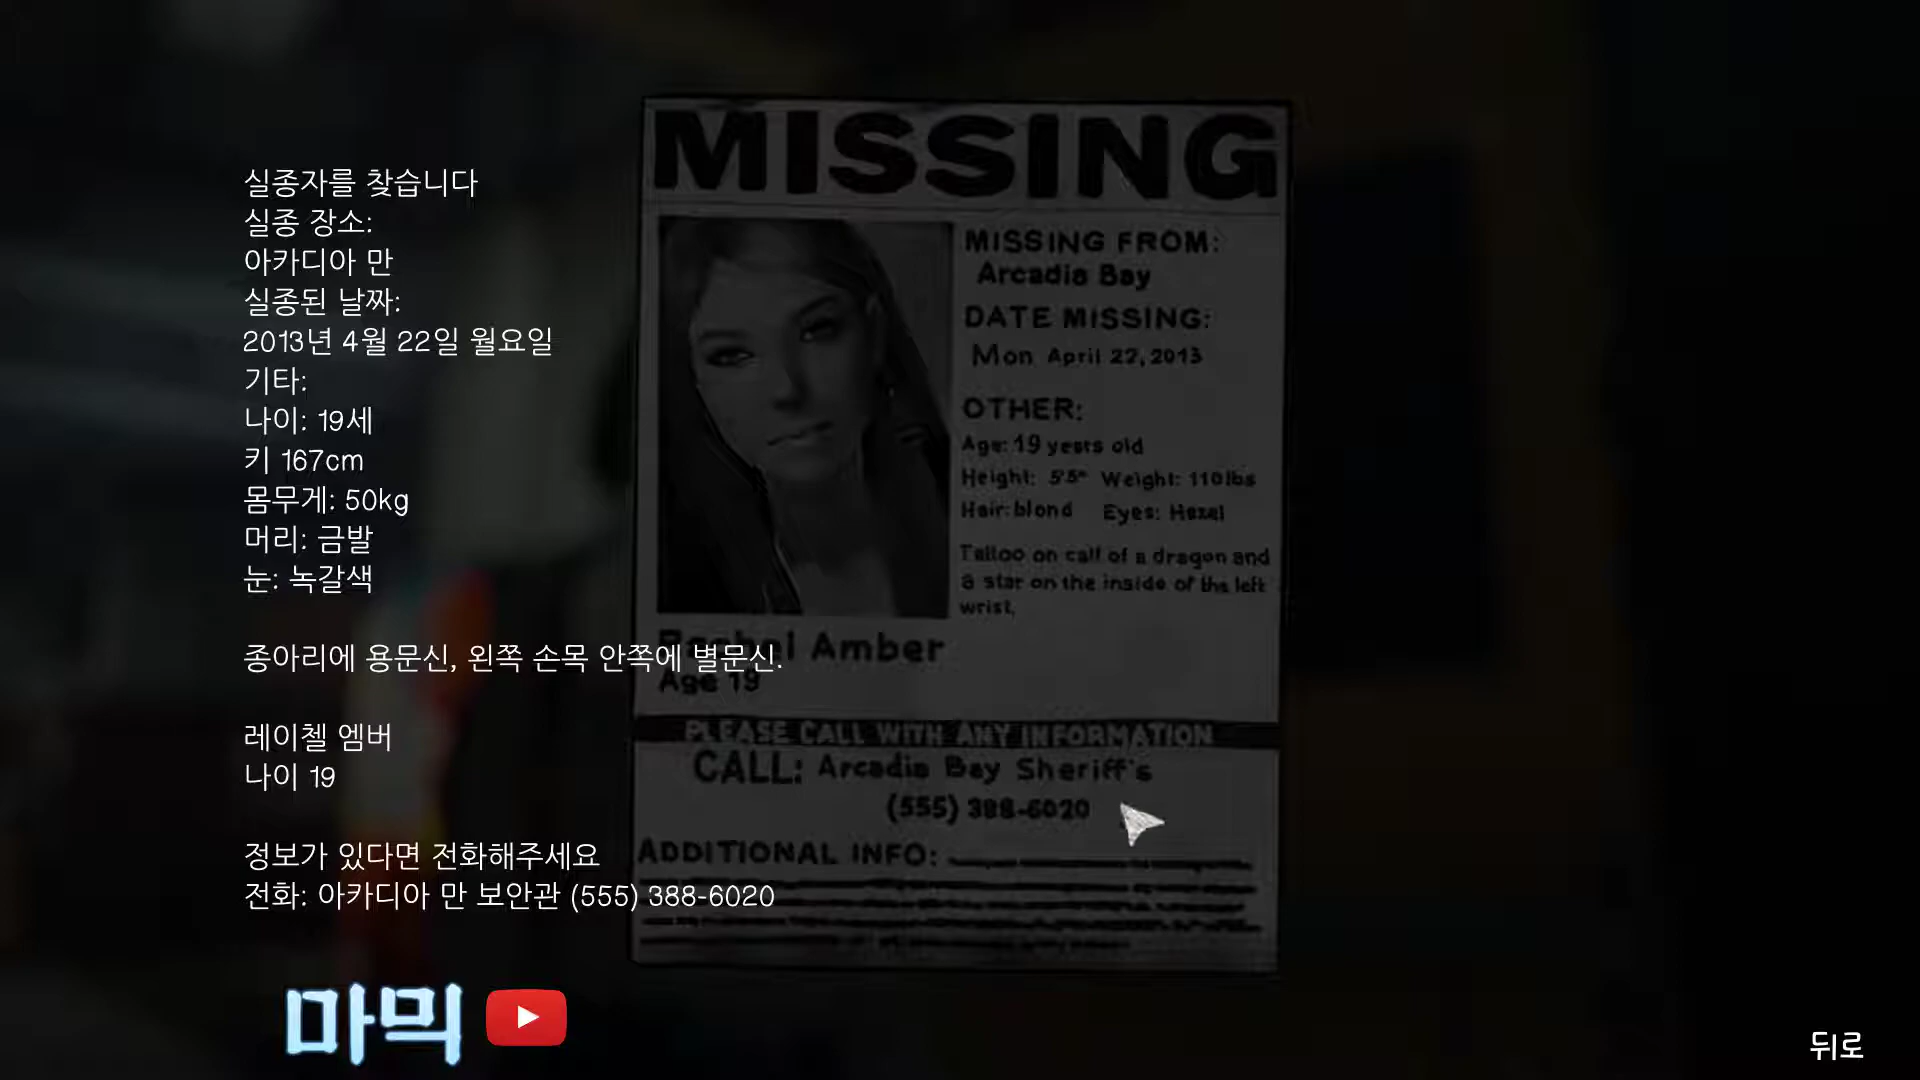 실종자를 찾습니다
실종 장소:
아카디아 만
실종된 날짜:
2013년 4월 22일 월요일
기타:
나이: 19세
키 167cm
몸무게: 50kg
머리: 금발
눈: 녹갈색
종아리에 용문신, 왼쪽 손목 안쪽에 별문신.
레이첼 엠버
나이 19
정보가 있다면 전화해주세요
전화: 아카디아 만 보안관 (555) 388-6020
MISSING
MISSING FROM:
Arcadia Bay
DATE MISSING:
Mon April 22, 2013
OTHER:
Age: 19 years old
Height: 5'5" Weight: 110lbs
Hair: blond Eyes: Hazel
Tattoo on calf of a dragon and
a star on the inside of the left
wrist.
Rachel Amber
Age 19
PLEASE CALL WITH ANY INFORMATION
CALL: Arcadia Bay Sheriff's
(555) 388-6020
ADDITIONAL INFO:
마믹
뒤로